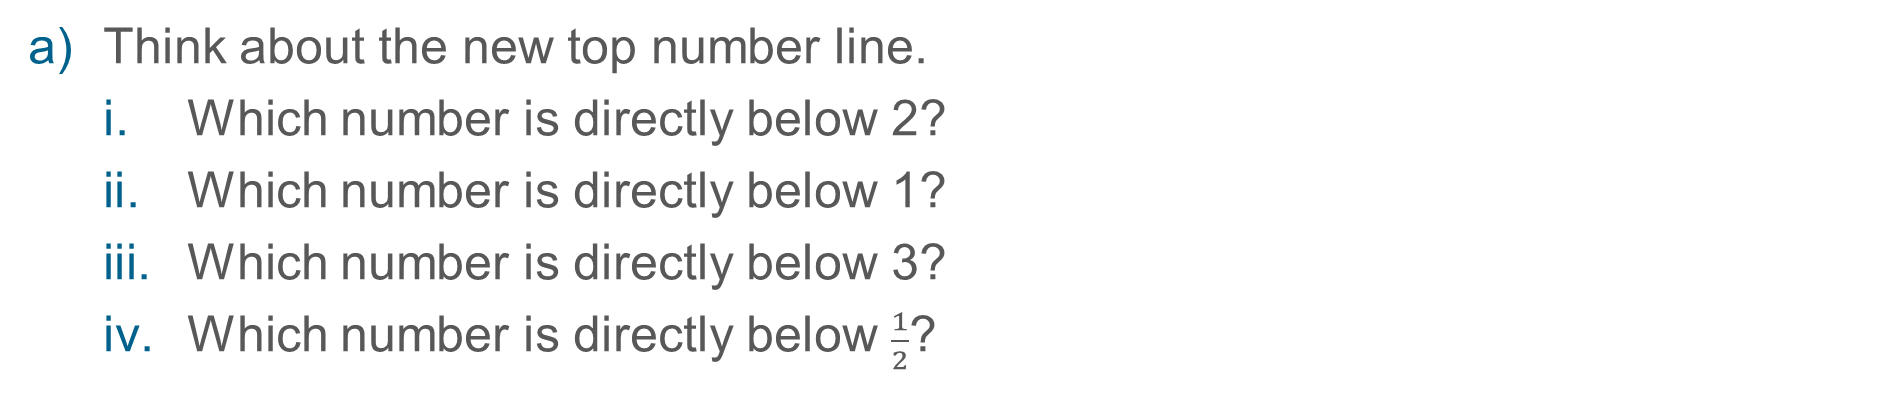 a) Think about the new top number line.
i. Which number is directly below 2?
ii. Which number is directly below 1?
iii. Which number is directly below 3?
iv. Which number is directly below 1/2?